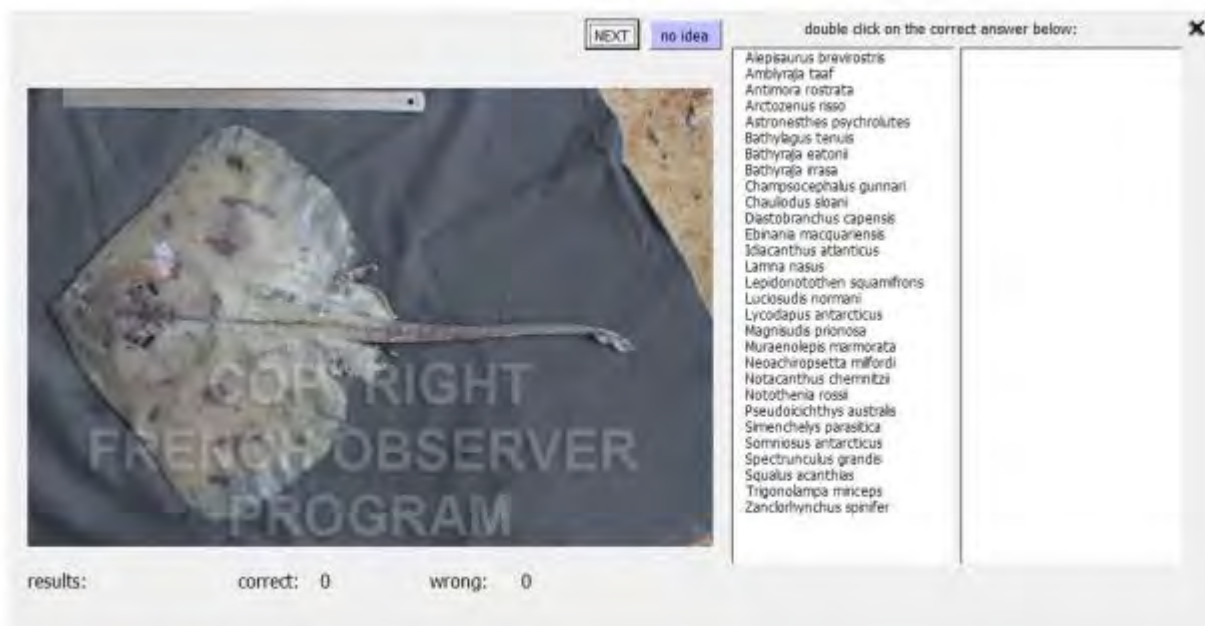 NEXT
no idea
double click on the correct answer below:
Alepisaurus brevirostris
Amblyraja taaf
Antimora rostrata
Arctozenus risso
Astronesthes psychrolutes
Bathylagus tenuis
Bathyraja eatonii
Bathyraja irrasa
Champsocephalus gunnari
Chauliodus sloani
Diastobranchus capensis
Ebinania macquariensis
Idiacanthus atlanticus
Lamna nasus
Lepidonotothen squamifrons
Luciosudis normani
Lycodapus antarcticus
Magnisudis prionosa
Muraenolepis marmorata
Neoachiropsetta milfordi
Notacanthus chemnitzii
Notothenia rossii
Pseudoicichthys australis
Simenchelys parasitica
Somniosus antarcticus
Spectrunculus grandis
Squalus acanthias
Trigonolampa miriceps
Zanclorhynchus spinifer
COPYRIGHT
FRENCH OBSERVER
PROGRAM
results: correct: 0 wrong: 0